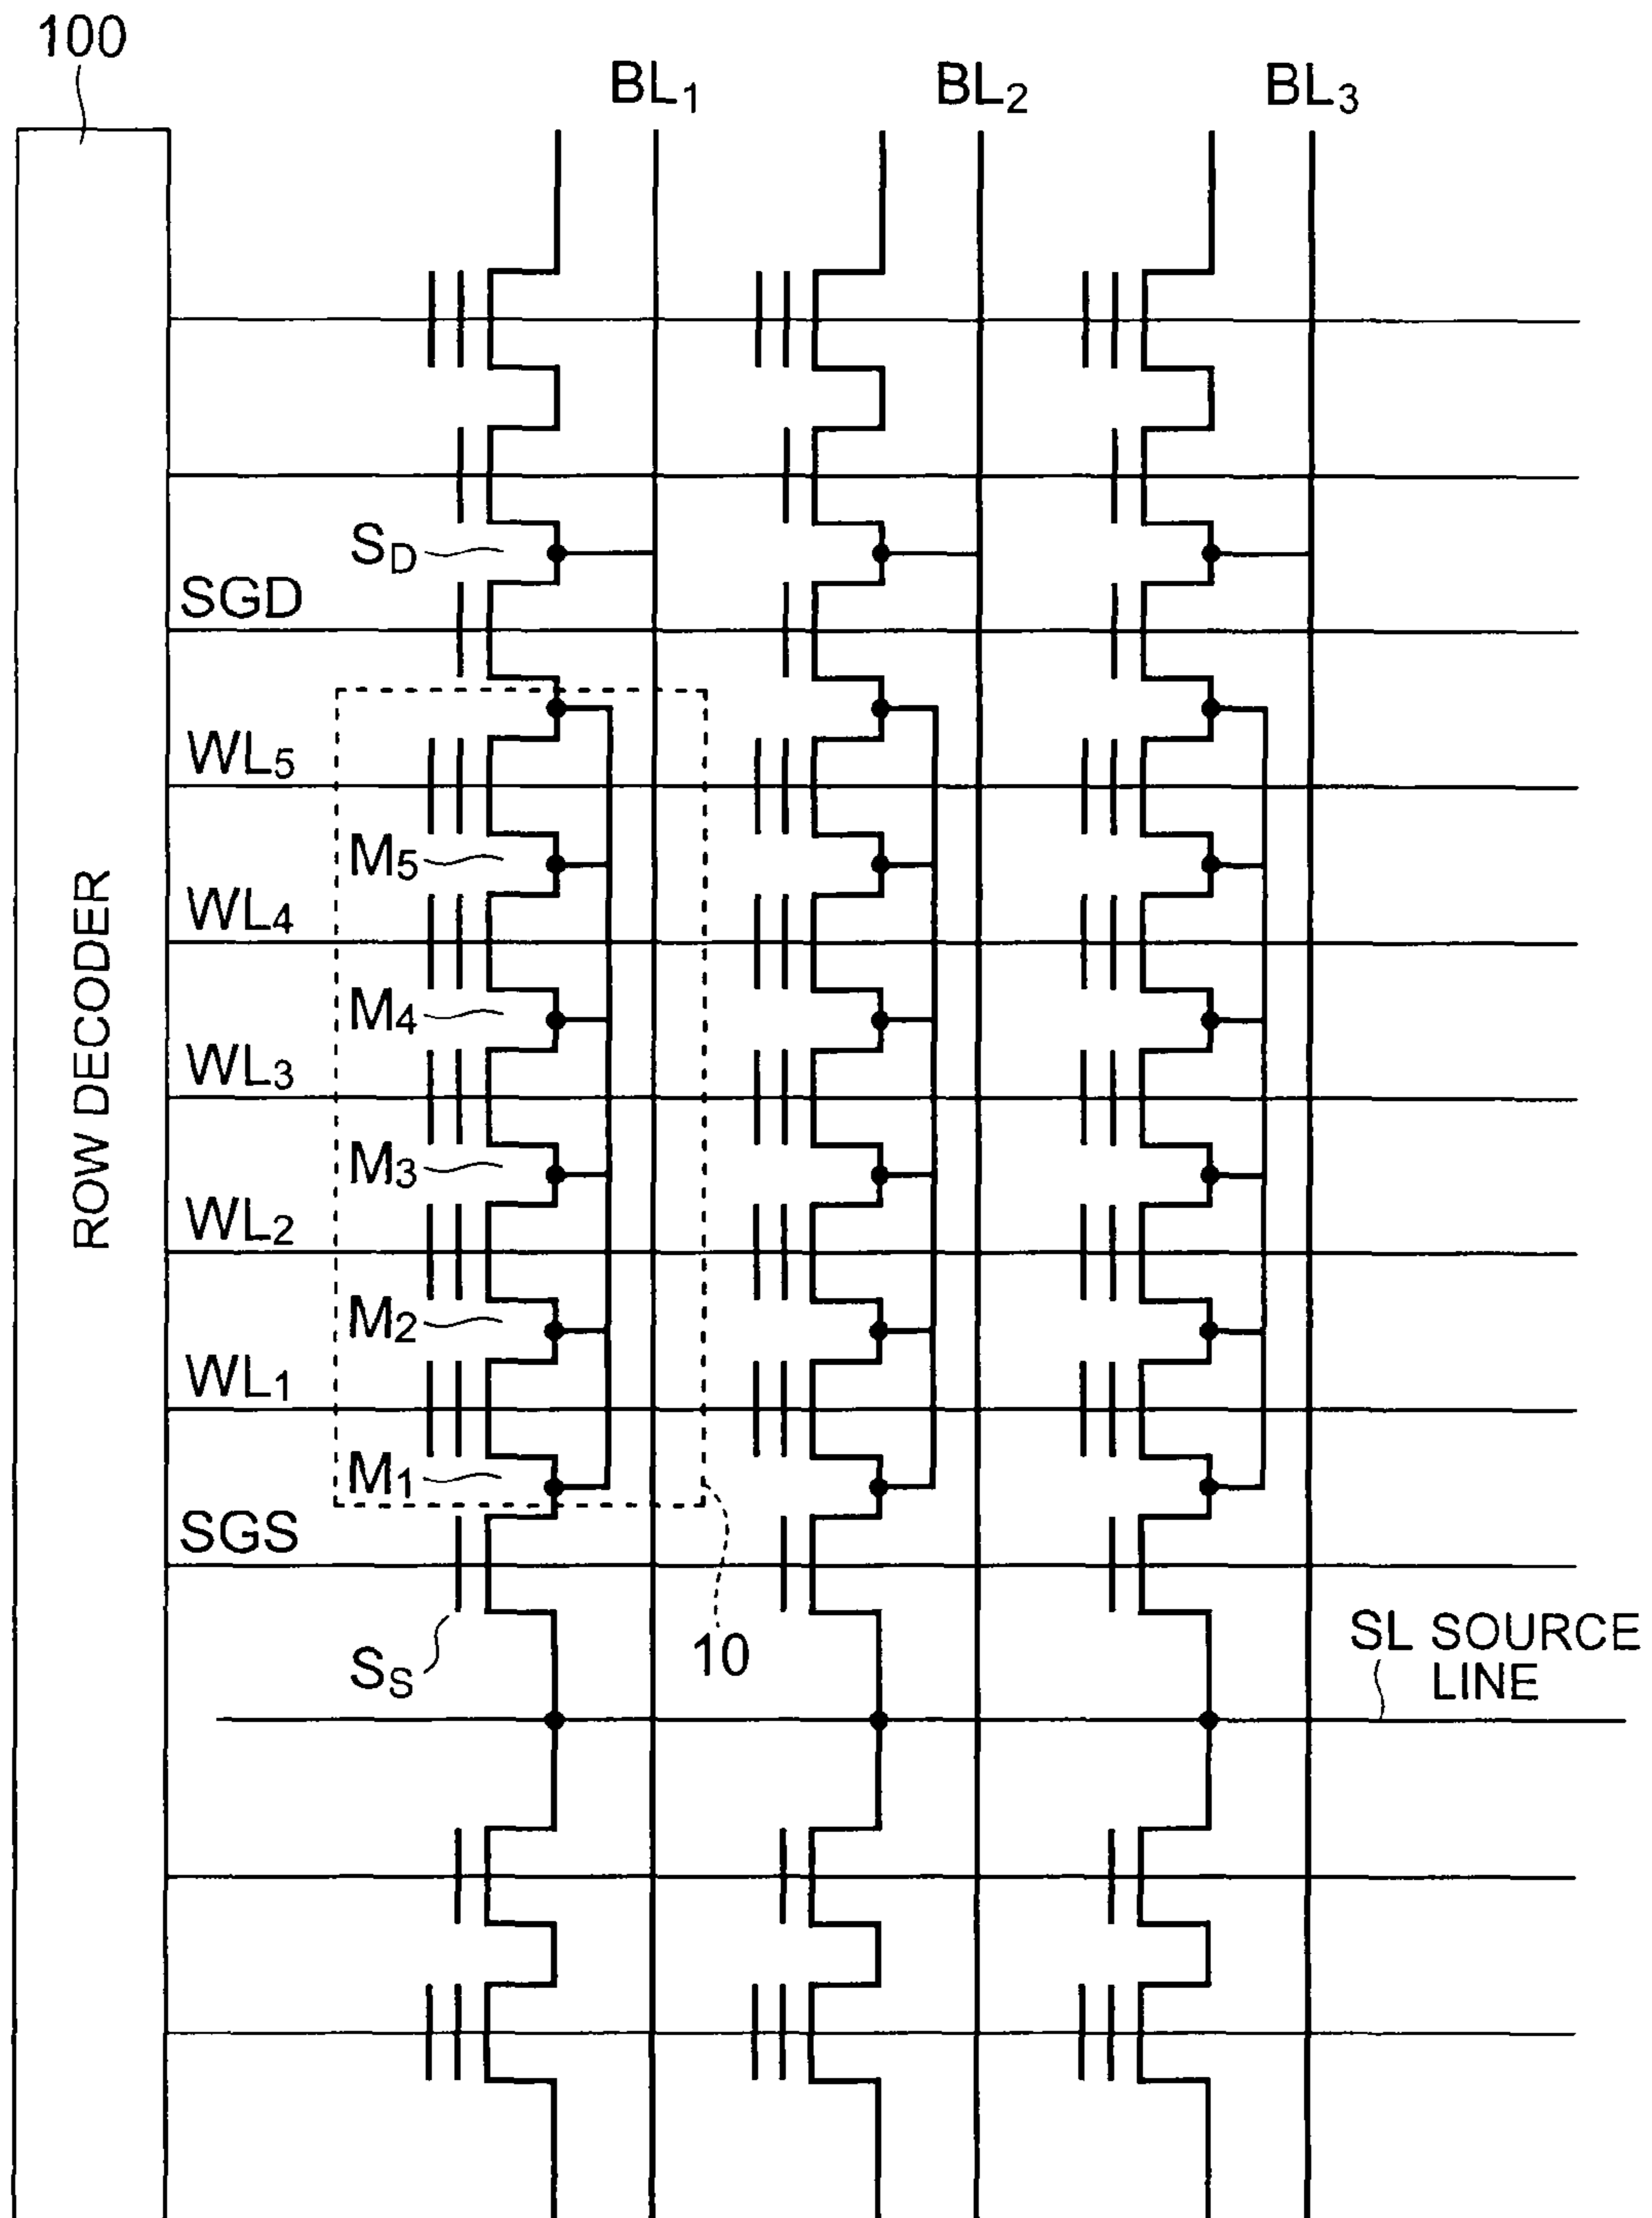 100
BL1
BL2
BL3
SD
SGD
WL5
M5
WL4
M4
WL3
M3
WL2
M2
WL1
M1
SGS
SS
10
SL SOURCE
LINE
ROW DECODER